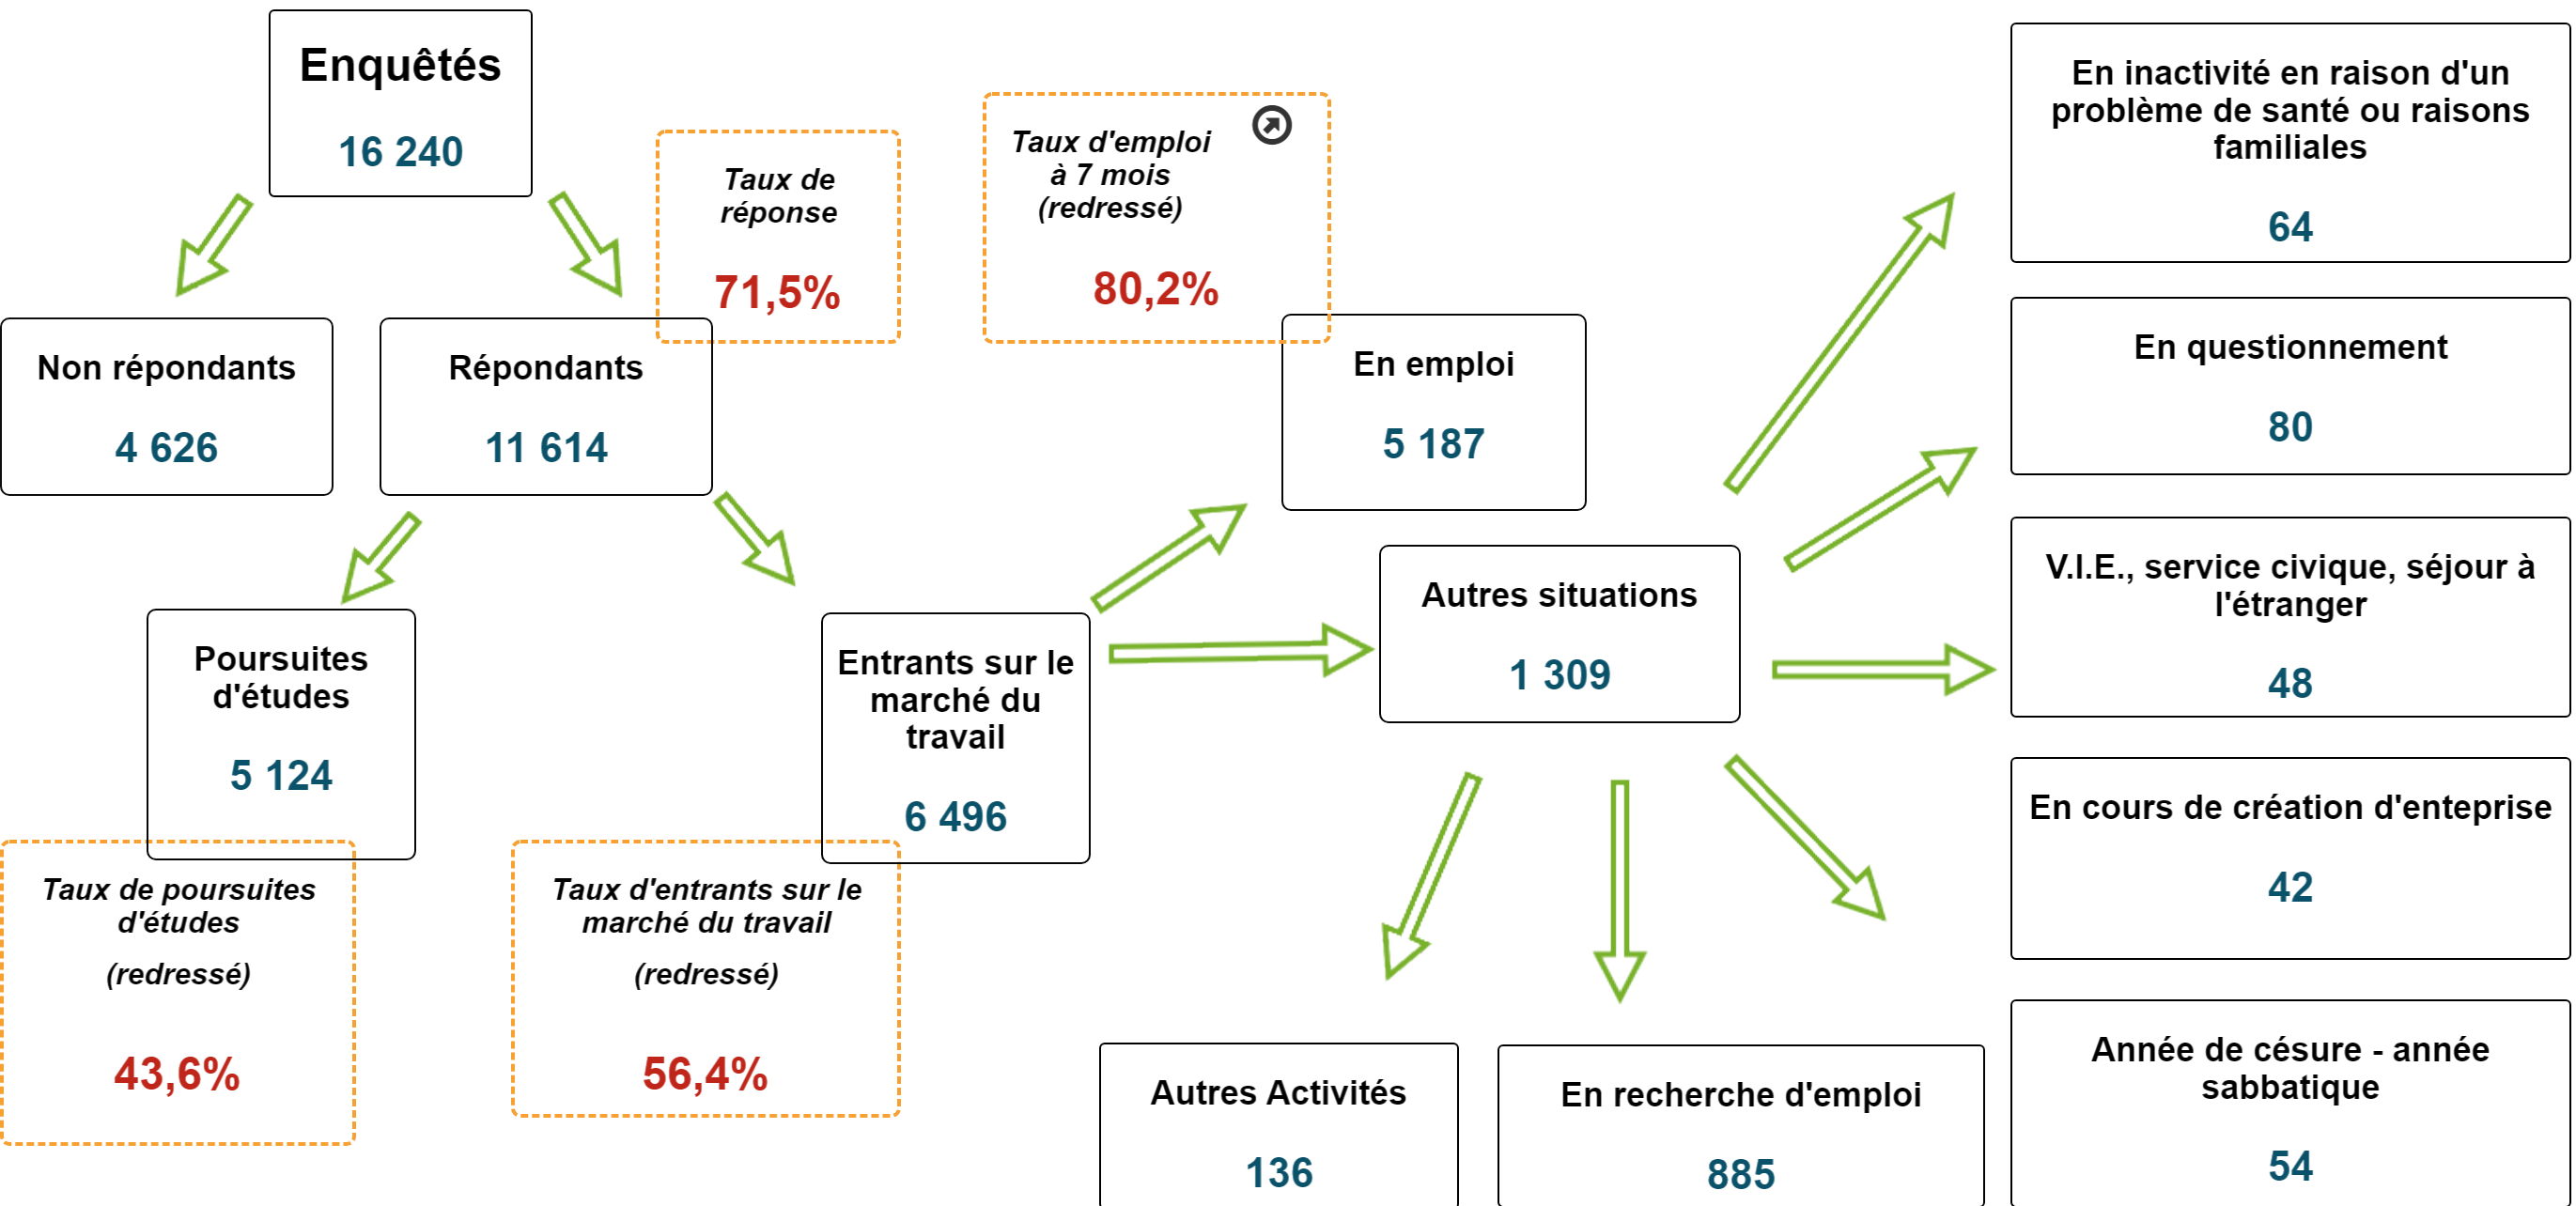 Enquêtés
16 240
Taux de
réponse
71,5%
Taux d'emploi
à 7 mois
(redressé)
80,2%
En inactivité en raison d'un
problème de santé ou raisons
familiales
64
Non répondants
4 626
Répondants
11 614
En emploi
5 187
En questionnement
80
Poursuites
d'études
5 124
Entrants sur le
marché du
travail
6 496
Autres situations
1 309
V.I.E., service civique, séjour à
l'étranger
48
En cours de création d'enteprise
42
Taux de poursuites
d'études
(redressé)
43,6%
Taux d'entrants sur le
marché du travail
(redressé)
56,4%
Autres Activités
136
En recherche d'emploi
885
Année de césure - année
sabbatique
54